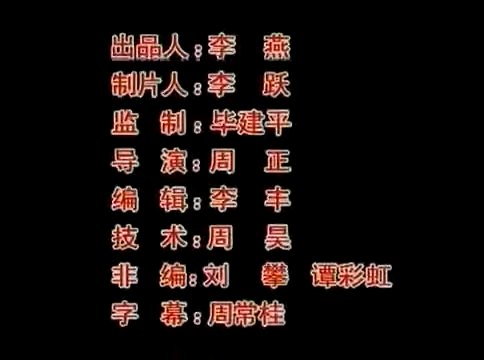 出品人:李 燕
制片人:李 跃
监 制:毕建平
导 演:周 正
编 辑:李 丰
技 术:周 昊
非 编:刘 攀 谭彩虹
字 幕:周常桂